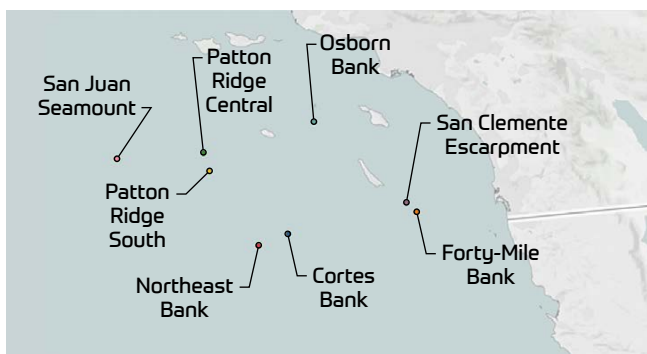 Patton
Ridge
Central
Osborn
Bank
San Juan
Seamount
San Clemente
Escarpment
Patton
Ridge
South
Forty-Mile
Bank
Northeast
Bank
Cortes
Bank